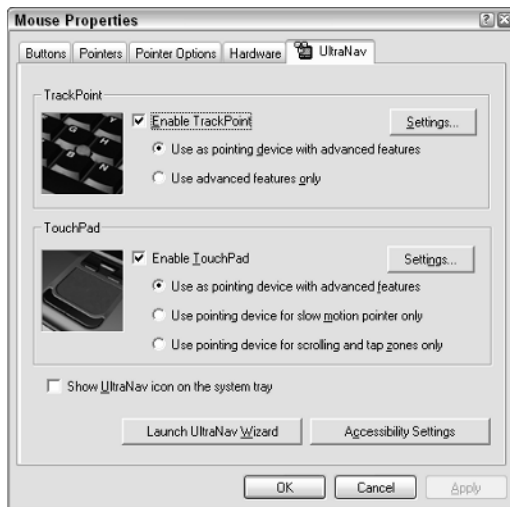 Mouse Properties
Buttons Pointers Pointer Options Hardware UltraNav
TrackPoint
Enable TrackPoint Settings...
Use as pointing device with advanced features
Use advanced features only
TouchPad
Enable TouchPad Settings...
Use as pointing device with advanced features
Use pointing device for slow motion pointer only
Use pointing device for scrolling and tap zones only
Show UltraNav icon on the system tray
Launch UltraNav Wizard Accessibility Settings
OK Cancel Apply